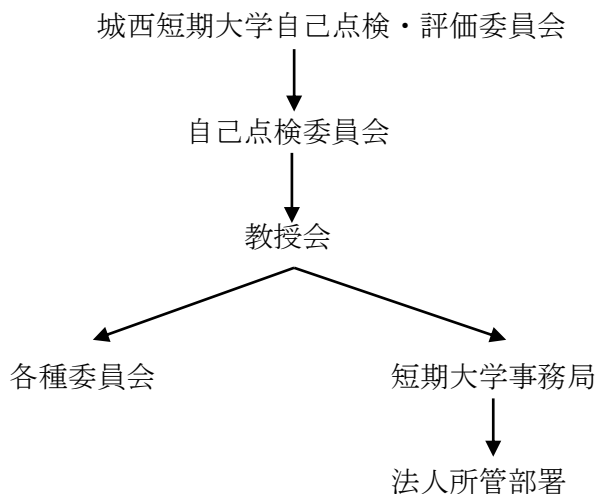 城西短期大学自己点検・評価委員会
自己点検委員会
教授会
各種委員会
短期大学事務局
法人所管部署